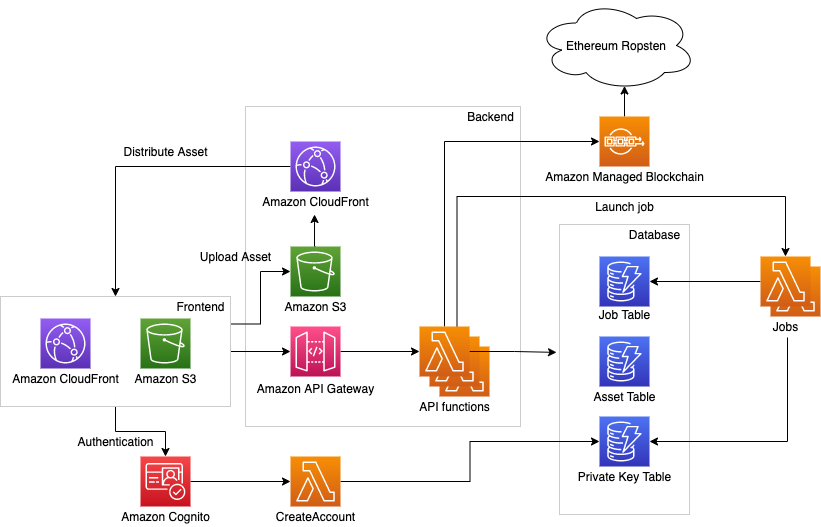 Ethereum Ropsten
Backend
Distribute Asset
Amazon Managed Blockchain
Amazon CloudFront
Launch job
Database
Upload Asset
Amazon S3
Frontend
Job Table
Jobs
Amazon CloudFront
Amazon S3
Amazon API Gateway
API functions
Asset Table
Authentication
Private Key Table
Amazon Cognito
CreateAccount